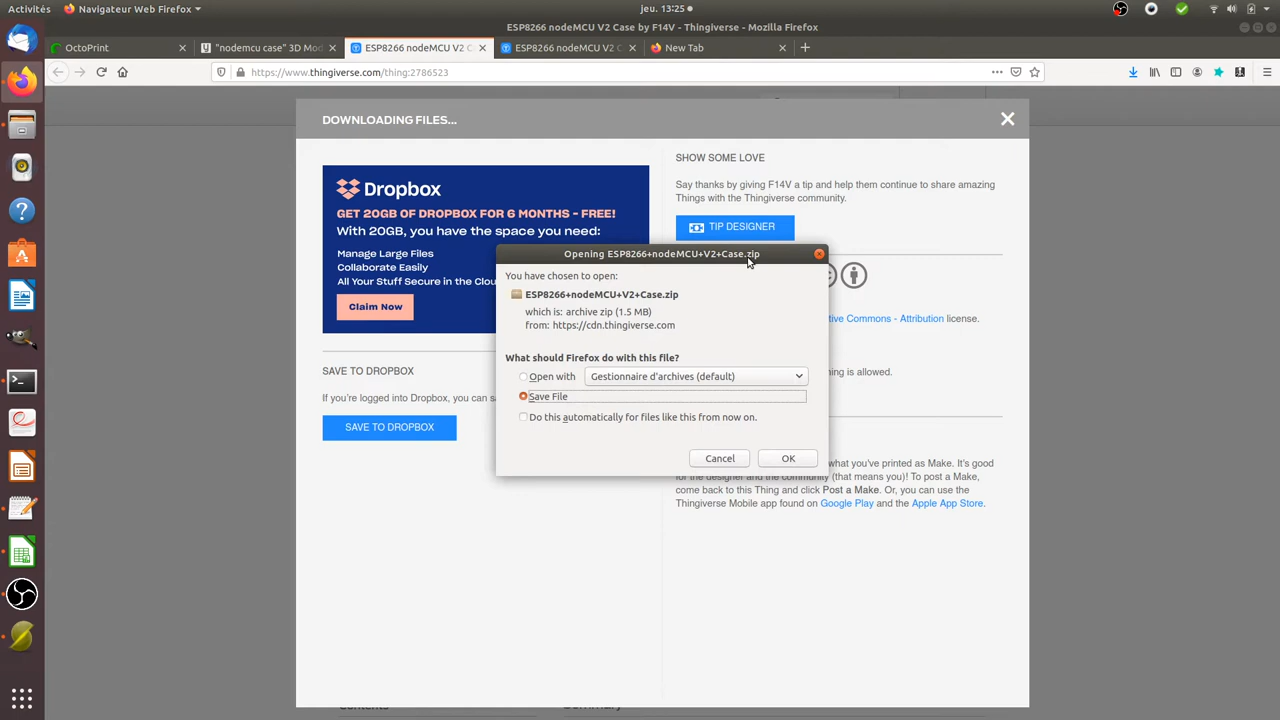 Activités
Navigateur Web Firefox
jeu. 13:25
ESP8266 nodeMCU V2 Case by F14V - Thingiverse - Mozilla Firefox
OctoPrint
"nodemcu case" 3D Mod
ESP8266 nodeMCU V2 C
ESP8266 nodeMCU V2 C
New Tab
https://www.thingiverse.com/thing:2786523
DOWNLOADING FILES...
Dropbox
GET 20GB OF DROPBOX FOR 6 MONTHS - FREE!
With 20GB, you have the space you need:
Manage Large Files
Collaborate Easily
All Your Stuff Secure in the Clou
Claim Now
SAVE TO DROPBOX
If you're logged into Dropbox, you can s
SAVE TO DROPBOX
SHOW SOME LOVE
Say thanks by giving F14V a tip and help them continue to share amazing
Things with the Thingiverse community.
TIP DESIGNER
tive Commons - Attribution license.
ning is allowed.
what you've printed as Make. It's good
for the designer and the community (that means you)! To post a Make,
come back to this Thing and click Post a Make. Or, you can use the
Thingiverse Mobile app found on Google Play and the Apple App Store.
Opening ESP8266+nodeMCU+V2+Case.zip
You have chosen to open:
ESP8266+nodeMCU+V2+Case.zip
which is: archive zip (1.5 MB)
from: https://cdn.thingiverse.com
What should Firefox do with this file?
Open with
Gestionnaire d'archives (default)
Save File
Do this automatically for files like this from now on.
Cancel
OK
Contents
Summary